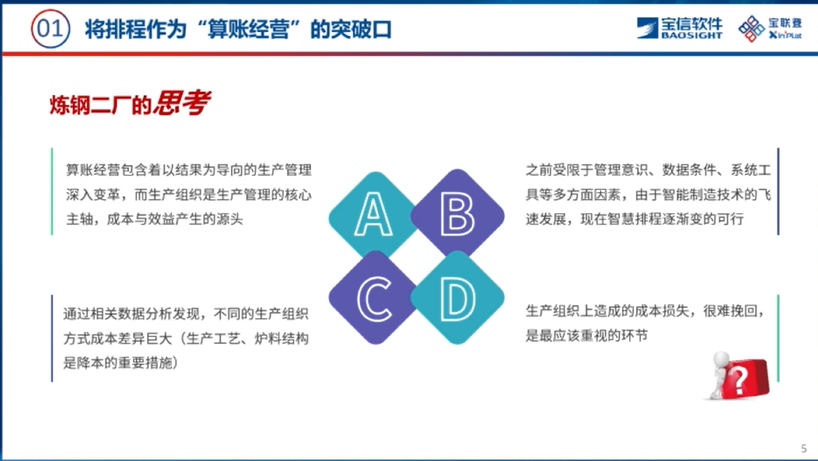 01 将排程作为“算账经营”的突破口
宝信软件
BAOSIGHT
宝联登
Xin³Plat
炼钢二厂的思考
算账经营包含着以结果为导向的生产管理
深入变革，而生产组织是生产管理的核心
主轴，成本与效益产生的源头
之前受限于管理意识、数据条件、系统工
具等多方面因素，由于智能制造技术的飞
速发展，现在智慧排程逐渐变的可行
A
B
C
D
通过相关数据分析发现，不同的生产组织
方式成本差异巨大（生产工艺、炉料结构
是降本的重要措施）
生产组织上造成的成本损失，很难挽回，
是最应该重视的环节
?
5